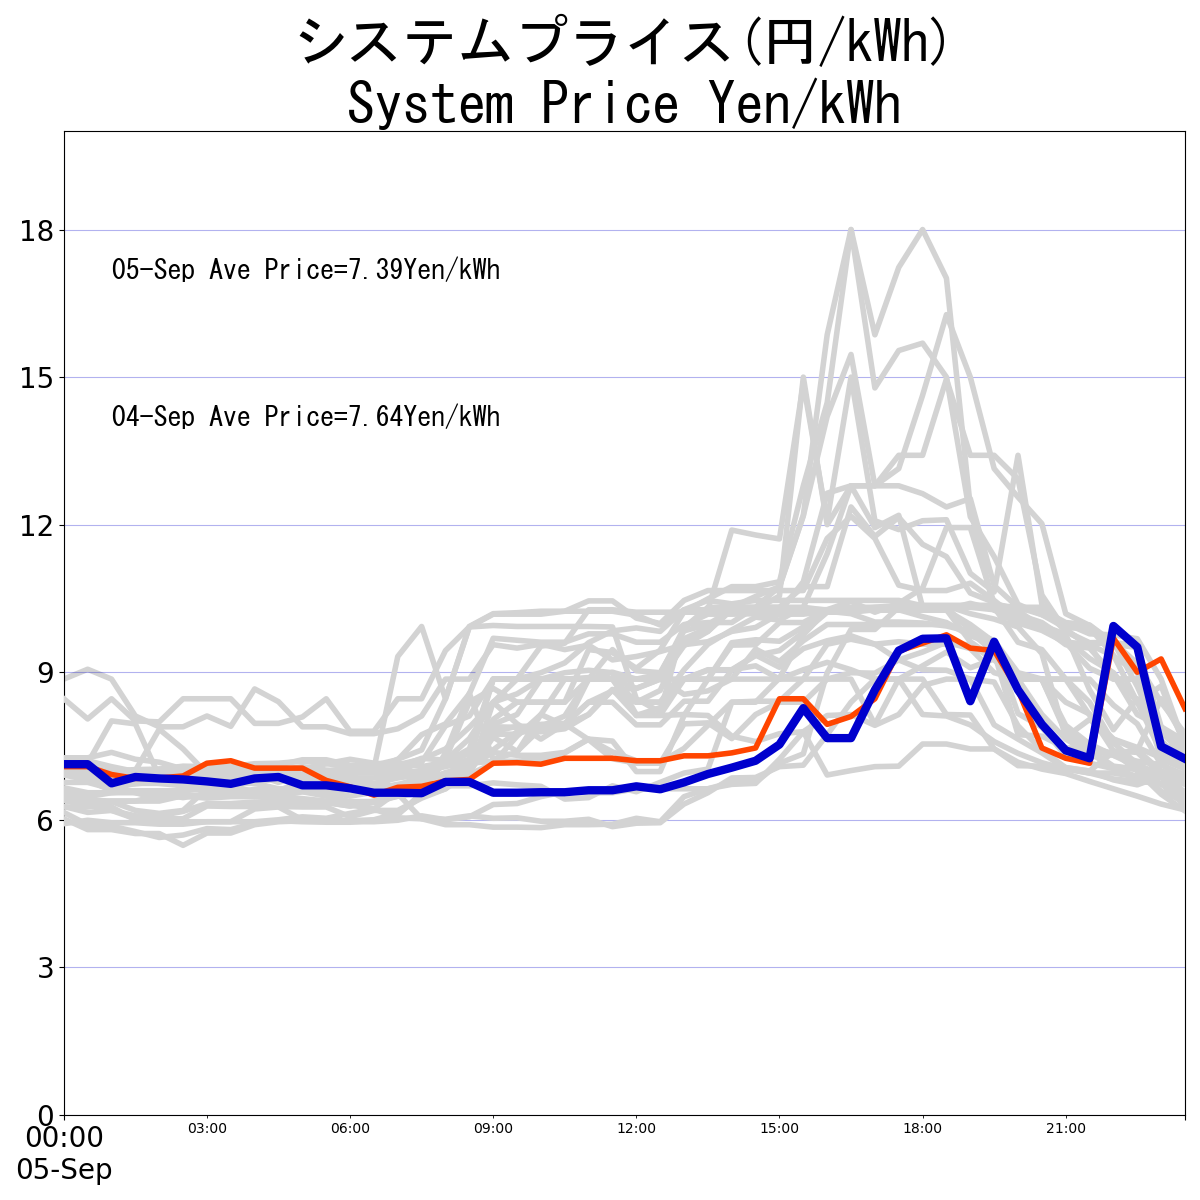 システムプライス(円/kWh)
System Price Yen/kWh
18
05-Sep Ave Price=7.39Yen/kWh
15
04-Sep Ave Price=7.64Yen/kWh
12
9
6
3
0
00:00 03:00 06:00 09:00 12:00 15:00 18:00 21:00
05-Sep